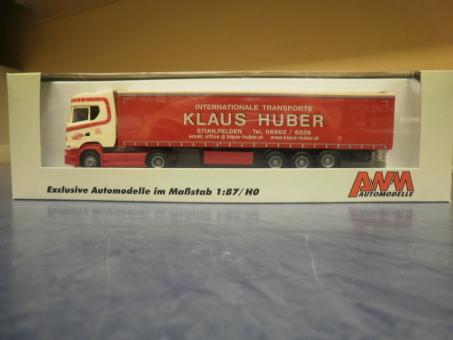 INTERNATIONALE TRANSPORTE
KLAUS HUBER
STUHLFELDEN Tel. 06562 / 6336
email: office @ klaus-huber.at www.klaus-huber.at
Exclusive Automodelle im Maßstab 1:87/H0
AWM
AUTOMODELLE